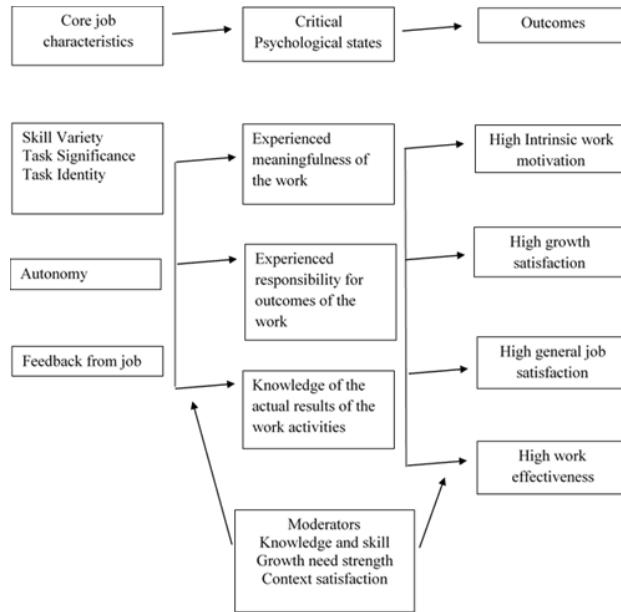 Core job
characteristics
Critical
Psychological states
Outcomes
Skill Variety
Task Significance
Task Identity
Experienced
meaningfulness of
the work
High Intrinsic work
motivation
Autonomy
Experienced
responsibility for
outcomes of the
work
High growth
satisfaction
Feedback from job
Knowledge of the
actual results of the
work activities
High general job
satisfaction
High work
effectiveness
Moderators
Knowledge and skill
Growth need strength
Context satisfaction